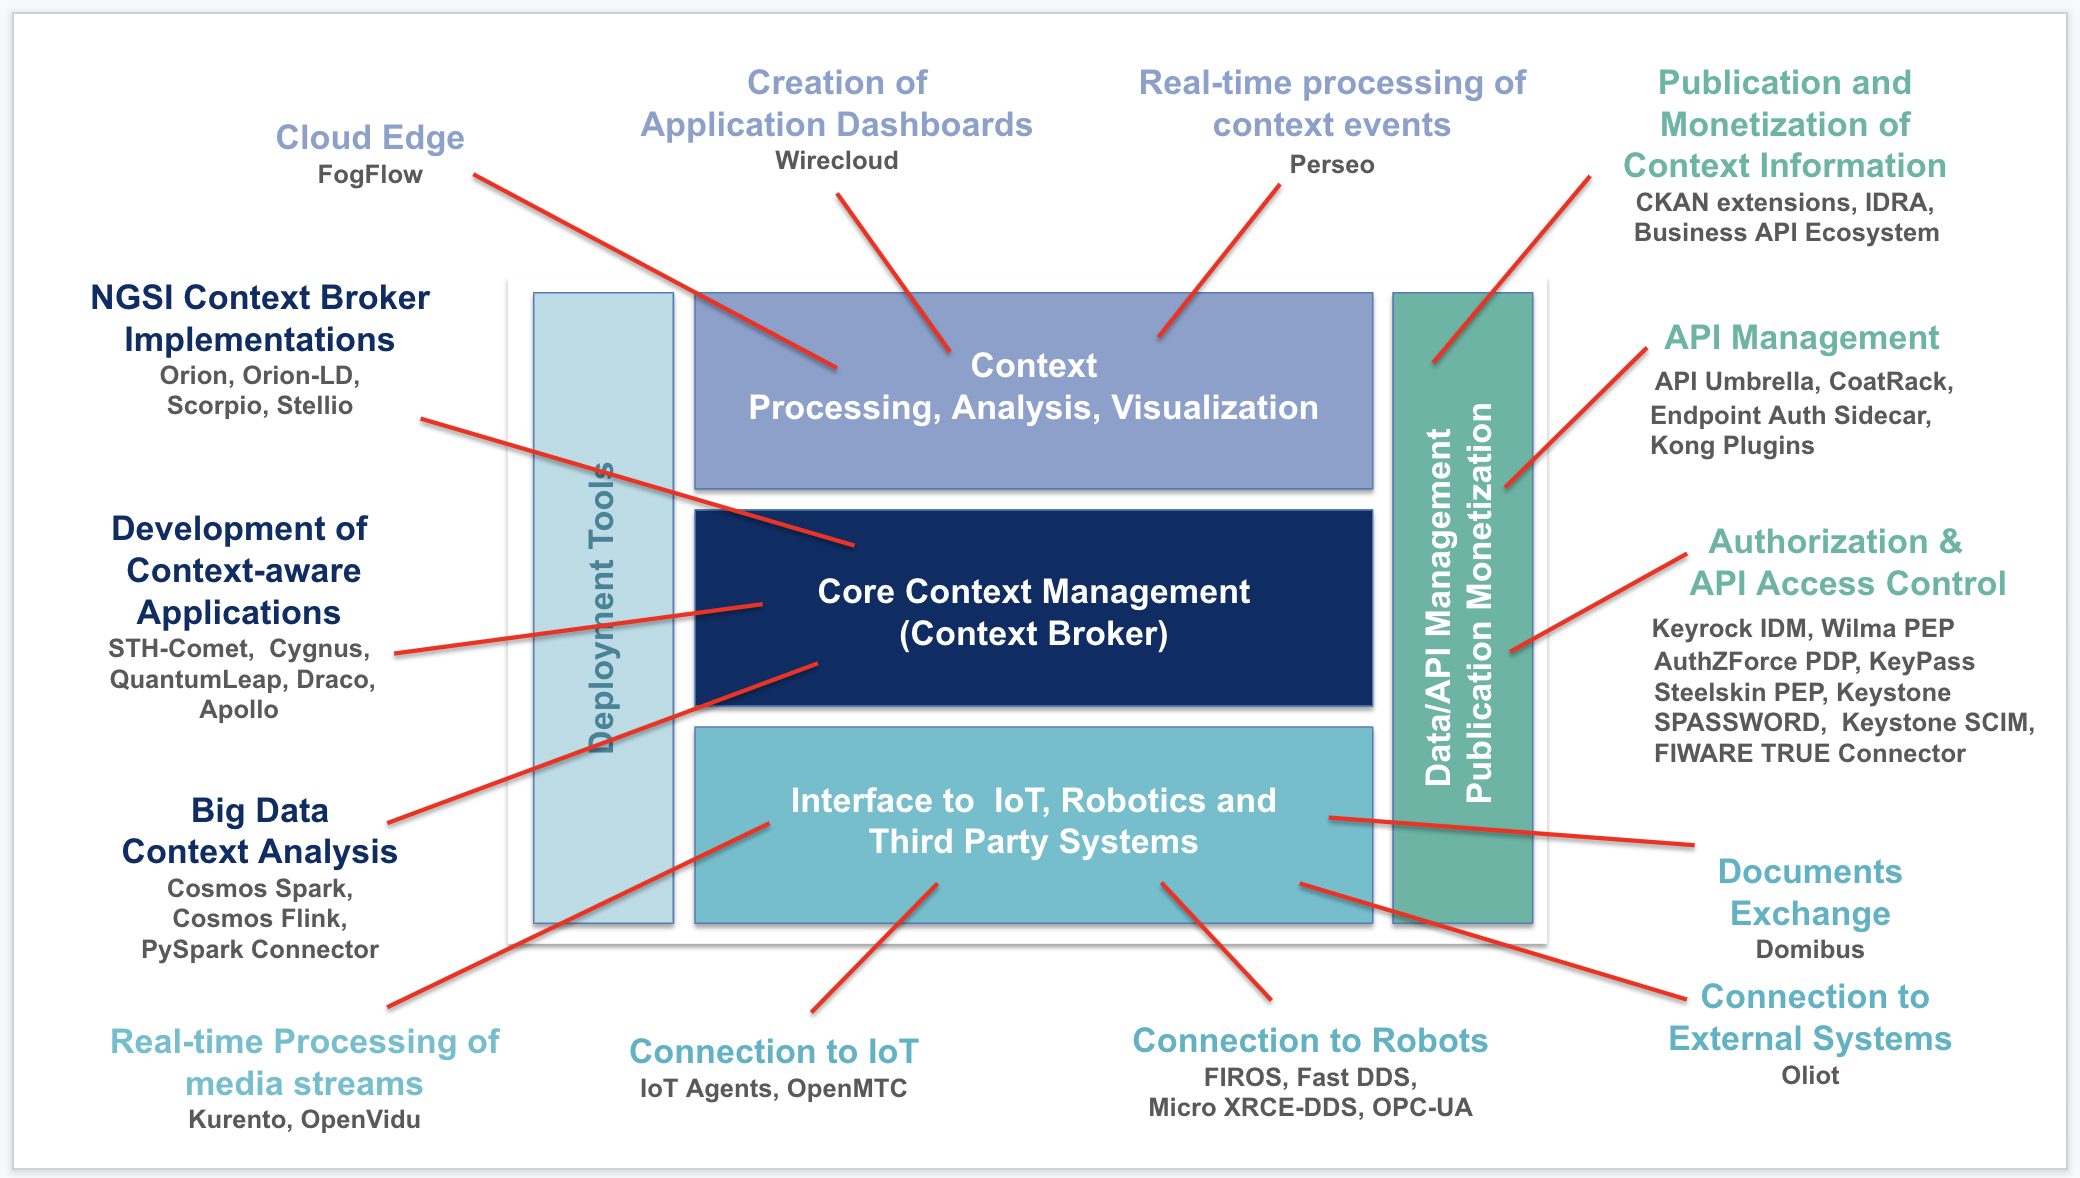 Cloud Edge
FogFlow
Creation of
Application Dashboards
Wirecloud
Real-time processing of
context events
Perseo
Publication and
Monetization of
Context Information
CKAN extensions, IDRA,
Business API Ecosystem
NGSI Context Broker
Implementations
Orion, Orion-LD,
Scorpio, Stellio
Development of
Context-aware
Applications
STH-Comet, Cygnus,
QuantumLeap, Draco,
Apollo
Big Data
Context Analysis
Cosmos Spark,
Cosmos Flink,
PySpark Connector
Deployment Tools
Context
Processing, Analysis, Visualization
Core Context Management
(Context Broker)
Interface to IoT, Robotics and
Third Party Systems
Data/API Management
Publication Monetization
API Management
API Umbrella, CoatRack,
Endpoint Auth Sidecar,
Kong Plugins
Authorization &
API Access Control
Keyrock IDM, Wilma PEP
AuthZForce PDP, KeyPass
Steelskin PEP, Keystone
SPASSWORD, Keystone SCIM,
FIWARE TRUE Connector
Documents
Exchange
Domibus
Connection to
External Systems
Oliot
Real-time Processing of
media streams
Kurento, OpenVidu
Connection to IoT
IoT Agents, OpenMTC
Connection to Robots
FIROS, Fast DDS,
Micro XRCE-DDS, OPC-UA